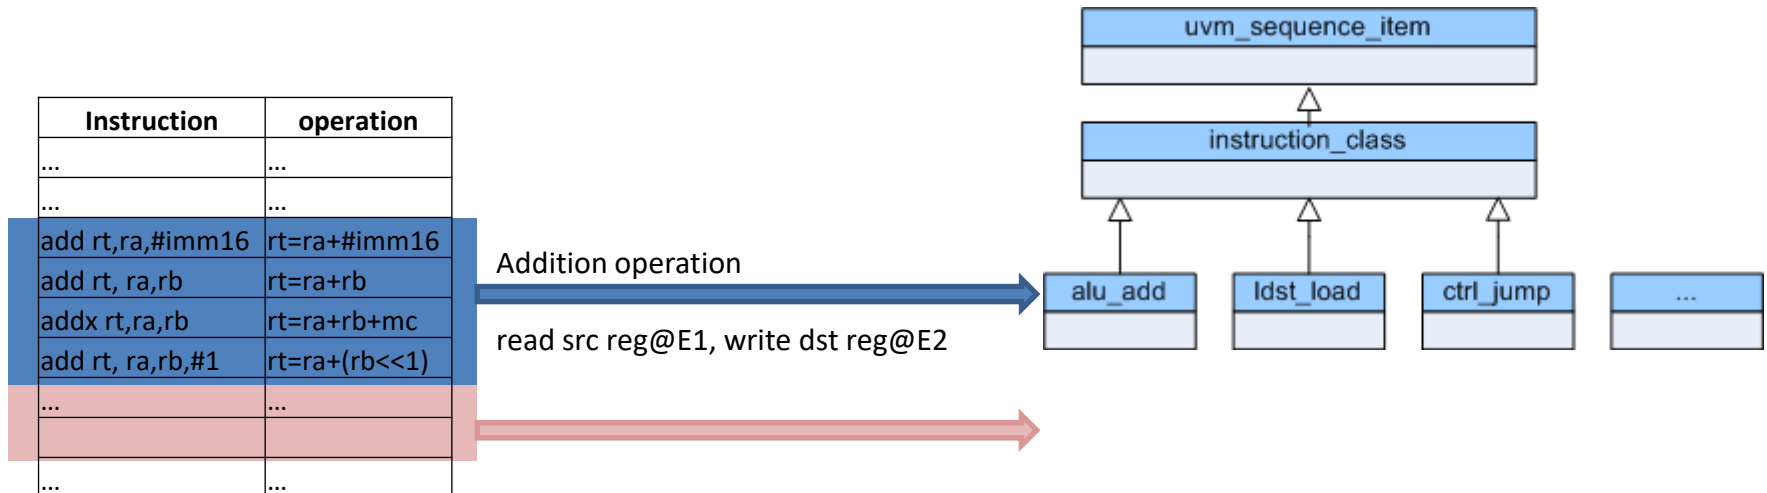 Instruction operation
... ...
... ...
add rt,ra,#imm16 rt=ra+#imm16
add rt, ra,rb rt=ra+rb
addx rt,ra,rb rt=ra+rb+mc
add rt, ra,rb,#1 rt=ra+(rb<<1)
... ...
... ...
Addition operation
read src reg@E1, write dst reg@E2
uvm_sequence_item
instruction_class
alu_add ldst_load ctrl_jump ...